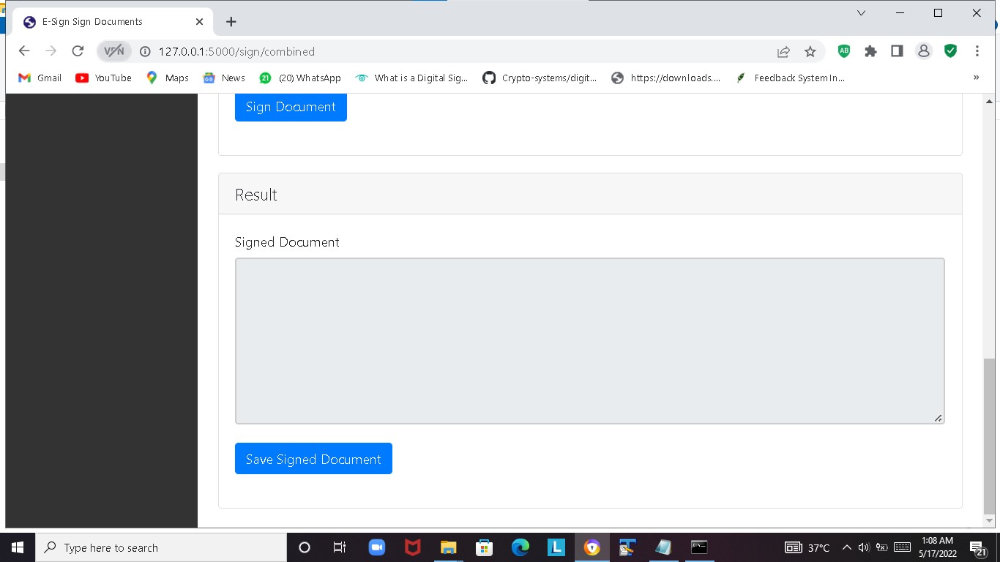 E-Sign Sign Documents
VPN
127.0.0.1:5000/sign/combined
AB
Gmail
YouTube
Maps
News
21
(20) WhatsApp
What is a Digital Sig...
Crypto-systems/digit...
https://downloads....
Feedback System In...
»
Sign Document
Result
Signed Document
Save Signed Document
Type here to search
L
37°C
1:08 AM
5/17/2022
21